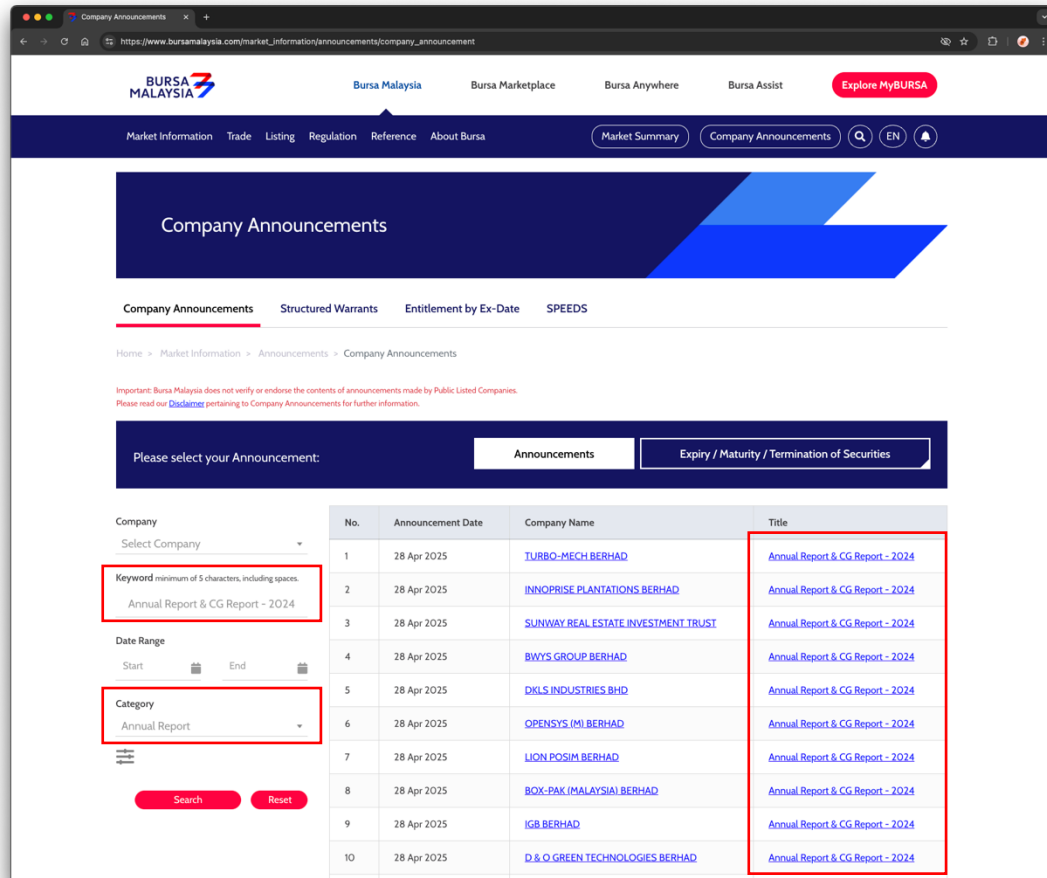 Company Announcements
https://www.bursamalaysia.com/market_information/announcements/company_announcement
BURSA MALAYSIA
Bursa Malaysia
Bursa Marketplace
Bursa Anywhere
Bursa Assist
Explore MyBURSA
Market Information
Trade
Listing
Regulation
Reference
About Bursa
Market Summary
Company Announcements
EN
Company Announcements
Company Announcements
Structured Warrants
Entitlement by Ex-Date
SPEEDS
Home > Market Information > Announcements > Company Announcements
Important: Bursa Malaysia does not verify or endorse the contents of announcements made by Public Listed Companies.
Please read our Disclaimer pertaining to Company Announcements for further information.
Please select your Announcement:
Announcements
Expiry / Maturity / Termination of Securities
Company
Select Company
Keyword minimum of 5 characters, including spaces.
Annual Report & CG Report - 2024
Date Range
Start
End
Category
Annual Report
Search
Reset
No. Announcement Date Company Name Title
1 28 Apr 2025 TURBO-MECH BERHAD Annual Report & CG Report - 2024
2 28 Apr 2025 INNOPRISE PLANTATIONS BERHAD Annual Report & CG Report - 2024
3 28 Apr 2025 SUNWAY REAL ESTATE INVESTMENT TRUST Annual Report & CG Report - 2024
4 28 Apr 2025 BWYS GROUP BERHAD Annual Report & CG Report - 2024
5 28 Apr 2025 DKLS INDUSTRIES BHD Annual Report & CG Report - 2024
6 28 Apr 2025 OPENSYS (M) BERHAD Annual Report & CG Report - 2024
7 28 Apr 2025 LION POSIM BERHAD Annual Report & CG Report - 2024
8 28 Apr 2025 BOX-PAK (MALAYSIA) BERHAD Annual Report & CG Report - 2024
9 28 Apr 2025 IGB BERHAD Annual Report & CG Report - 2024
10 28 Apr 2025 D & O GREEN TECHNOLOGIES BERHAD Annual Report & CG Report - 2024